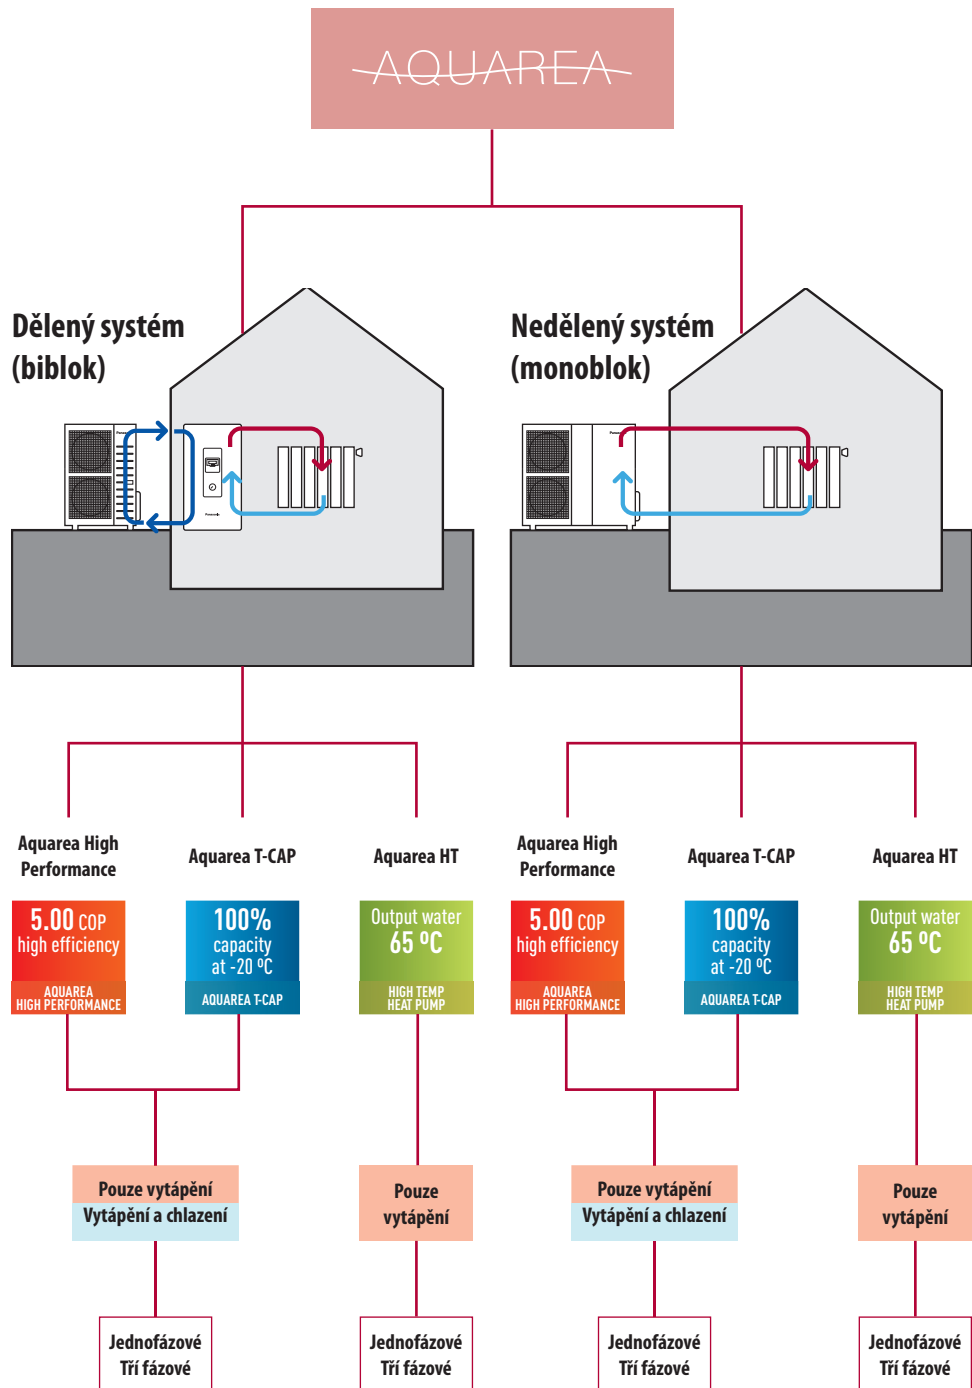 AQUAREA
Dělený systém
(biblok)
Nedělený systém
(monoblok)
Panasonic
Aquarea High
Performance
Aquarea T-CAP
Aquarea HT
Aquarea High
Performance
Aquarea T-CAP
Aquarea HT
5.00 COP
high efficiency
AQUAREA
HIGH PERFORMANCE
100%
capacity
at -20 ºC
AQUAREA T-CAP
Output water
65 ºC
HIGH TEMP
HEAT PUMP
5.00 COP
high efficiency
AQUAREA
HIGH PERFORMANCE
100%
capacity
at -20 ºC
AQUAREA T-CAP
Output water
65 ºC
HIGH TEMP
HEAT PUMP
Pouze vytápění
Vytápění a chlazení
Pouze
vytápění
Pouze vytápění
Vytápění a chlazení
Pouze
vytápění
Jednofázové
Tří fázové
Jednofázové
Tří fázové
Jednofázové
Tří fázové
Jednofázové
Tří fázové